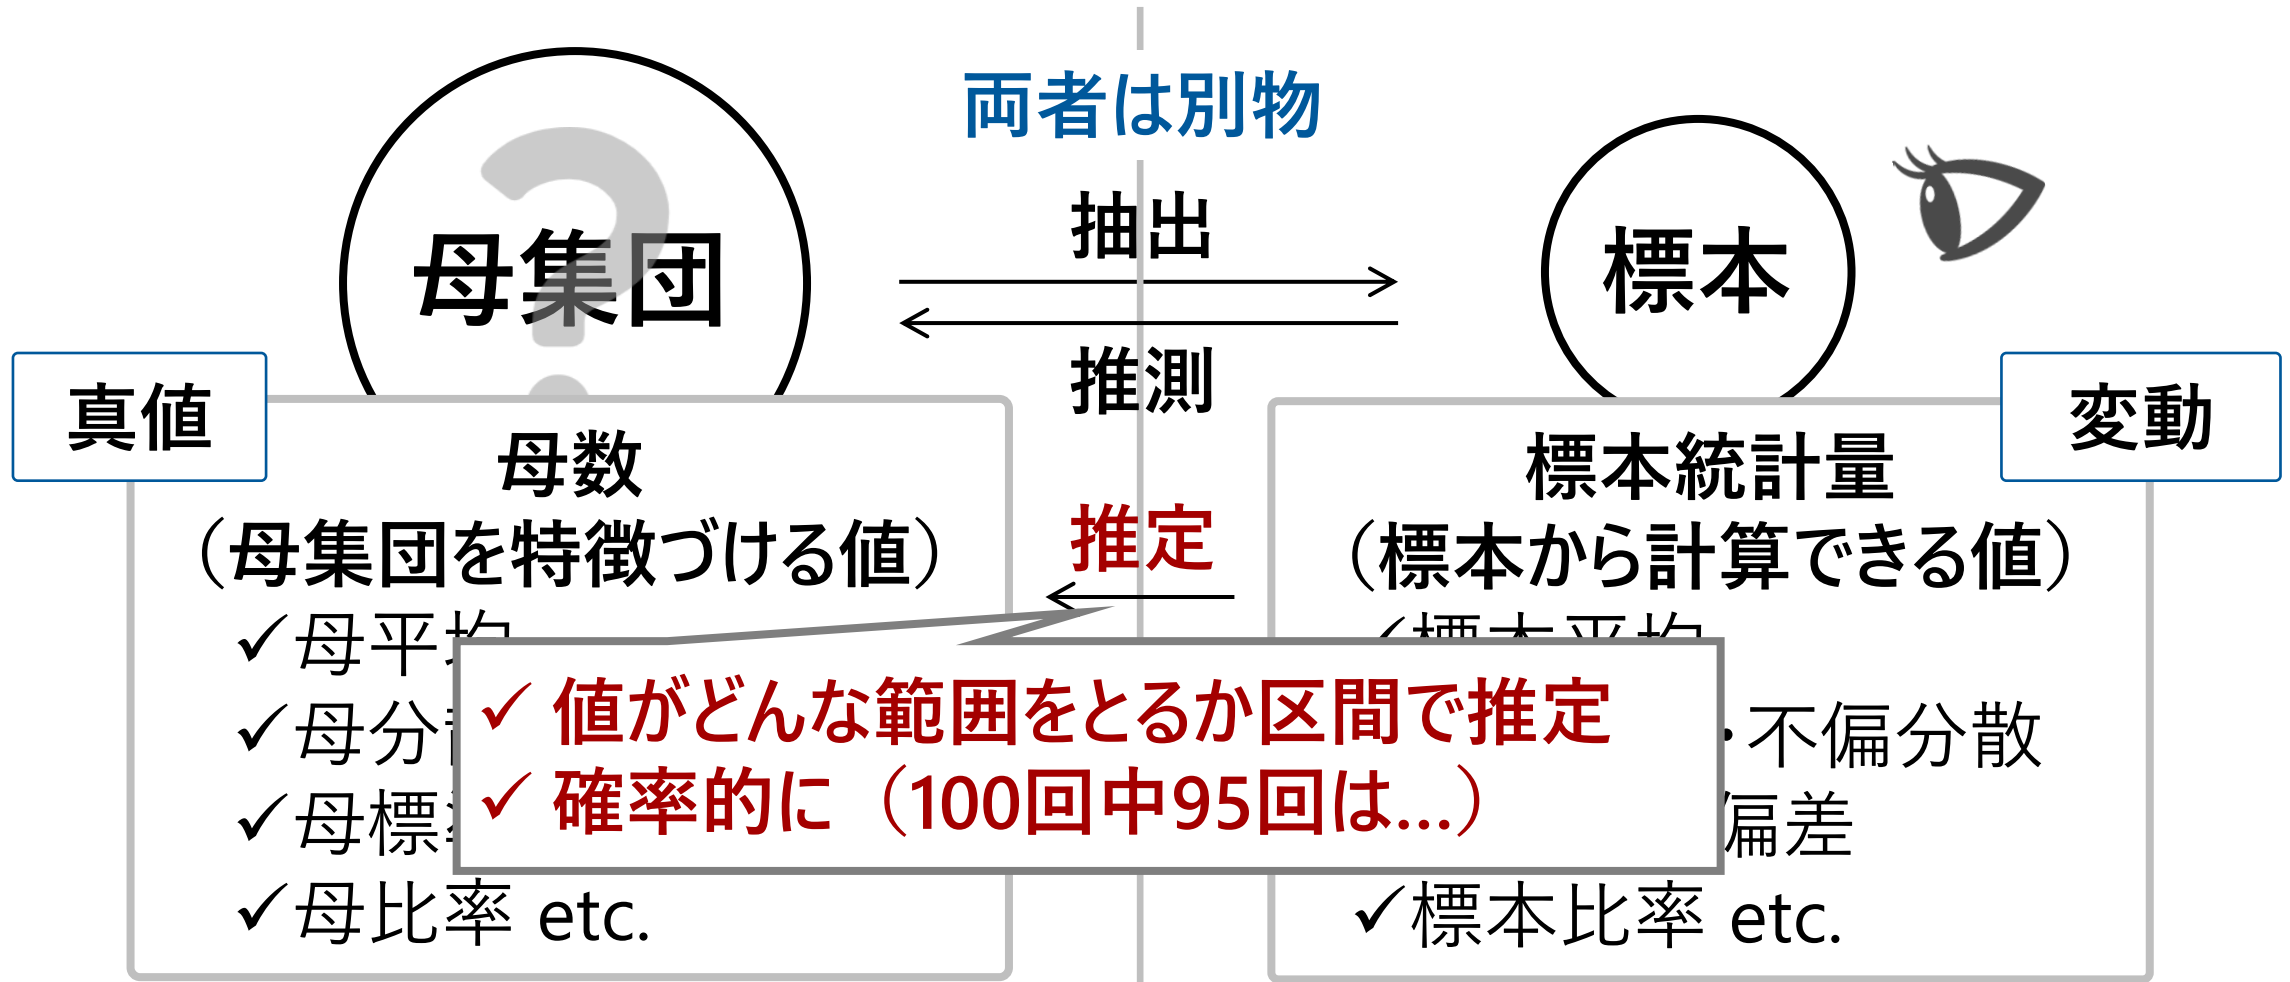 両者は別物
母集団
抽出
標本
推測
真値
母数
（母集団を特徴づける値）
✓母平均
✓母分
✓母標
✓母比率 etc.
推定
変動
標本統計量
（標本から計算できる値）
✓標本平均
・不偏分散
偏差
✓標本比率 etc.
✓ 値がどんな範囲をとるか区間で推定
✓ 確率的に（100回中95回は…）